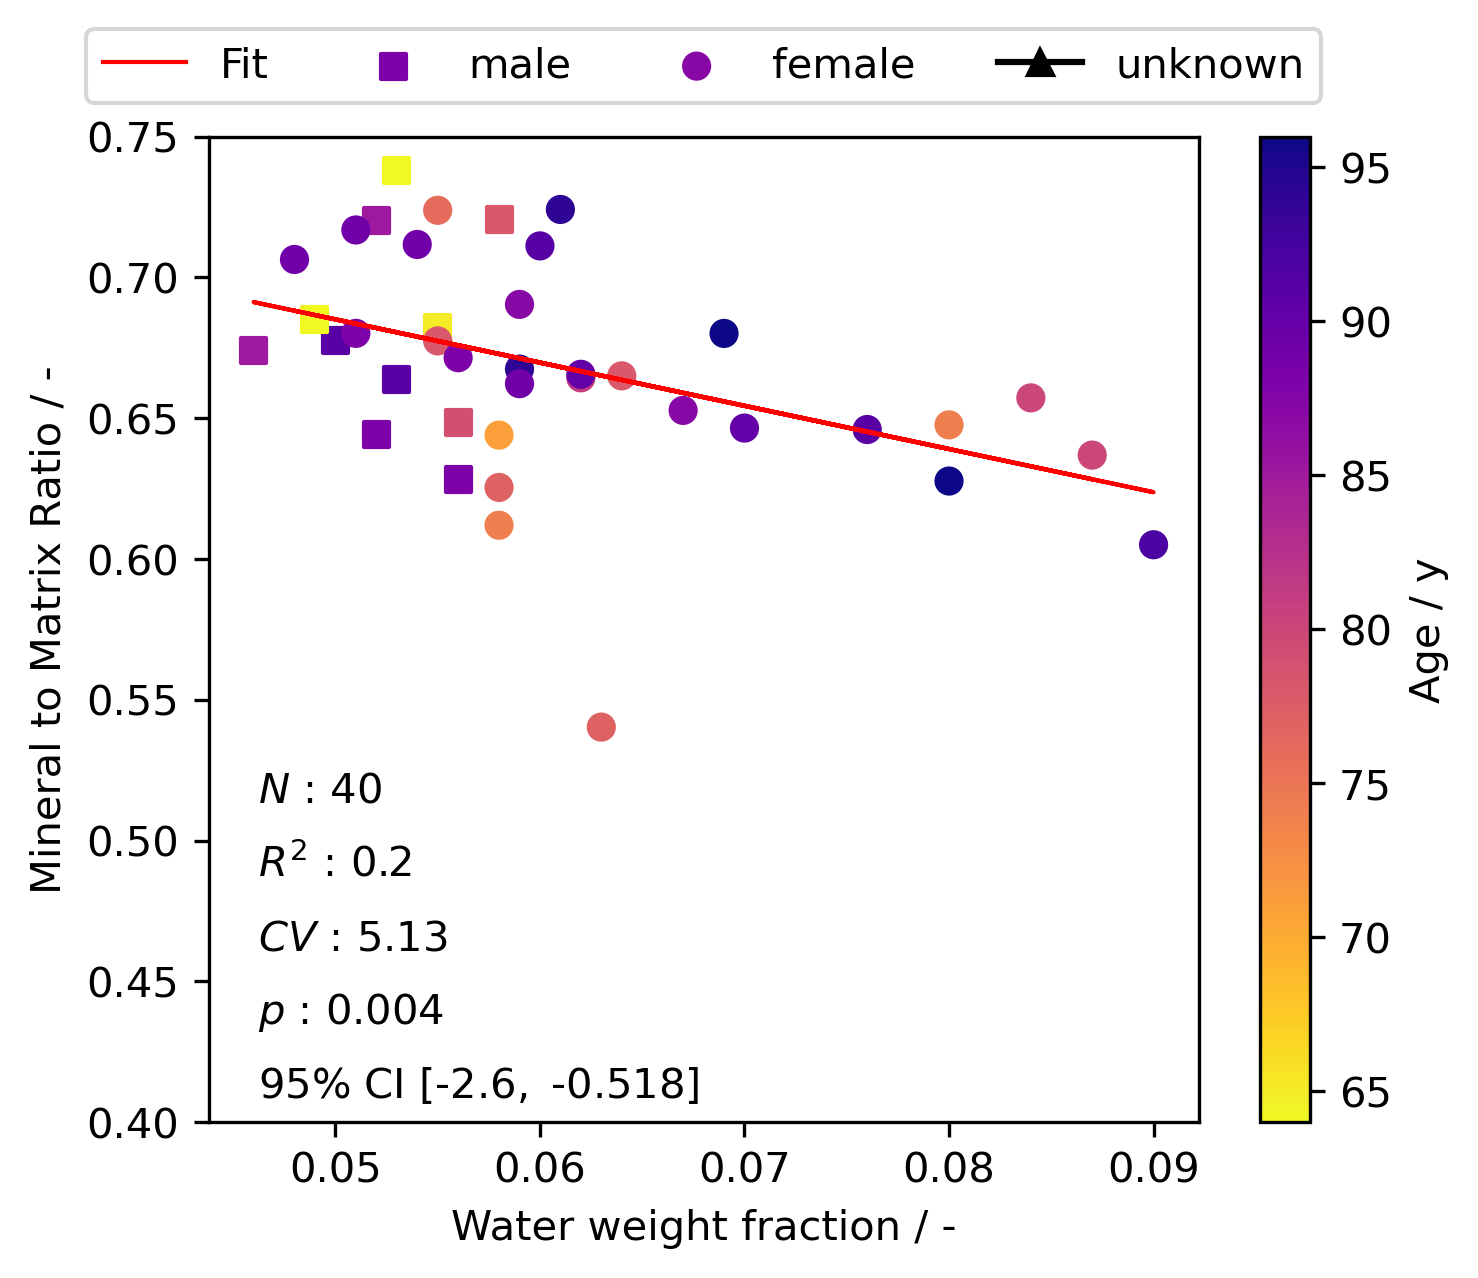 Fit male female unknown
0.75
0.70
0.65
0.60
0.55
0.50
0.45
0.40
Mineral to Matrix Ratio / -
N : 40
R² : 0.2
CV : 5.13
p : 0.004
95% CI [-2.6, -0.518]
0.05 0.06 0.07 0.08 0.09
Water weight fraction / -
95
90
85
80
75
70
65
Age / y